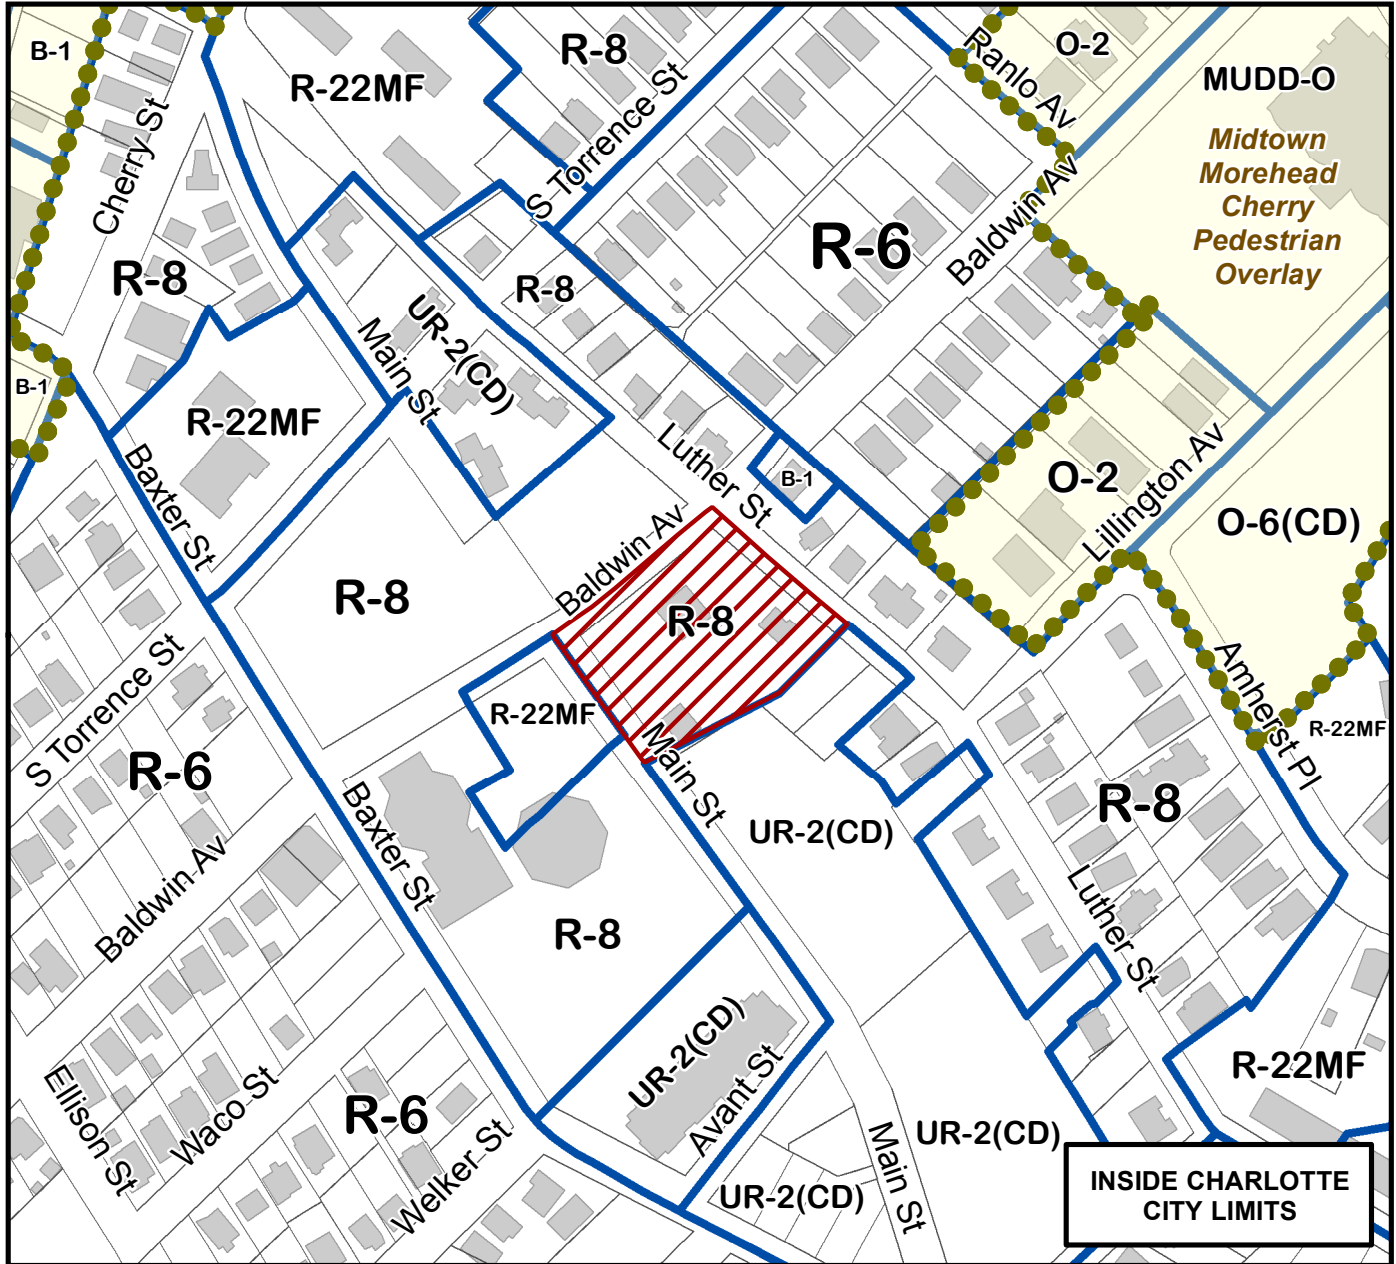 B-1
R-22MF
R-8
O-2
Ranlo Av
MUDD-O
Midtown
Morehead
Cherry
Pedestrian
Overlay
Cherry St
S Torrence St
R-6
Baldwin Av
R-8
R-8
UR-2(CD)
Main St
B-1
R-22MF
Baxter St
Luther St
B-1
O-2
Lillington Av
O-6(CD)
Baldwin Av
R-8
R-8
Amherst Pl
S Torrence St
R-22MF
R-22MF
Main St
R-6
Baxter St
UR-2(CD)
R-8
Baldwin Av
Luther St
R-8
UR-2(CD)
Avant St
R-22MF
Ellison St
Waco St
R-6
Welker St
Main St
UR-2(CD)
UR-2(CD)
INSIDE CHARLOTTE
CITY LIMITS